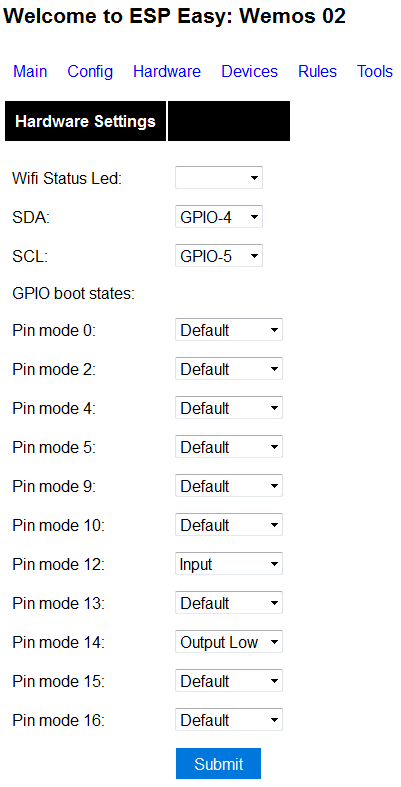 Welcome to ESP Easy: Wemos 02
Main Config Hardware Devices Rules Tools
Hardware Settings
Wifi Status Led:
SDA: GPIO-4
SCL: GPIO-5
GPIO boot states:
Pin mode 0: Default
Pin mode 2: Default
Pin mode 4: Default
Pin mode 5: Default
Pin mode 9: Default
Pin mode 10: Default
Pin mode 12: Input
Pin mode 13: Default
Pin mode 14: Output Low
Pin mode 15: Default
Pin mode 16: Default
Submit